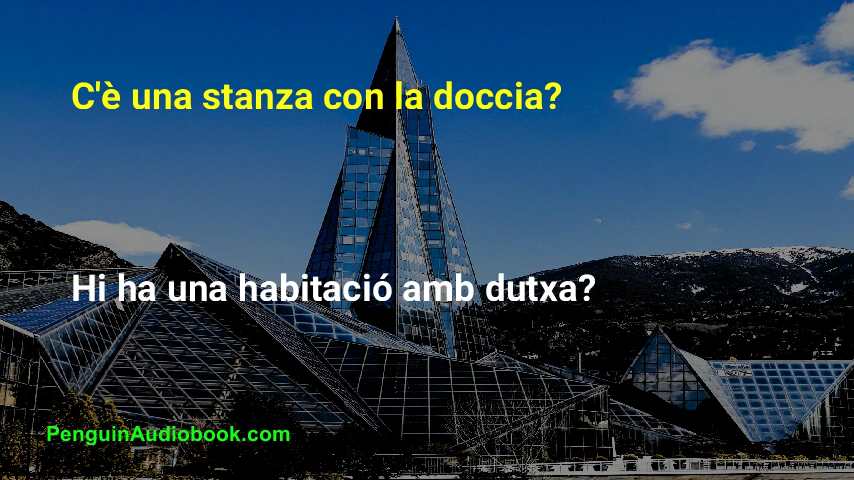 C'è una stanza con la doccia?
Hi ha una habitació amb dutxa?
PenguinAudiobook.com